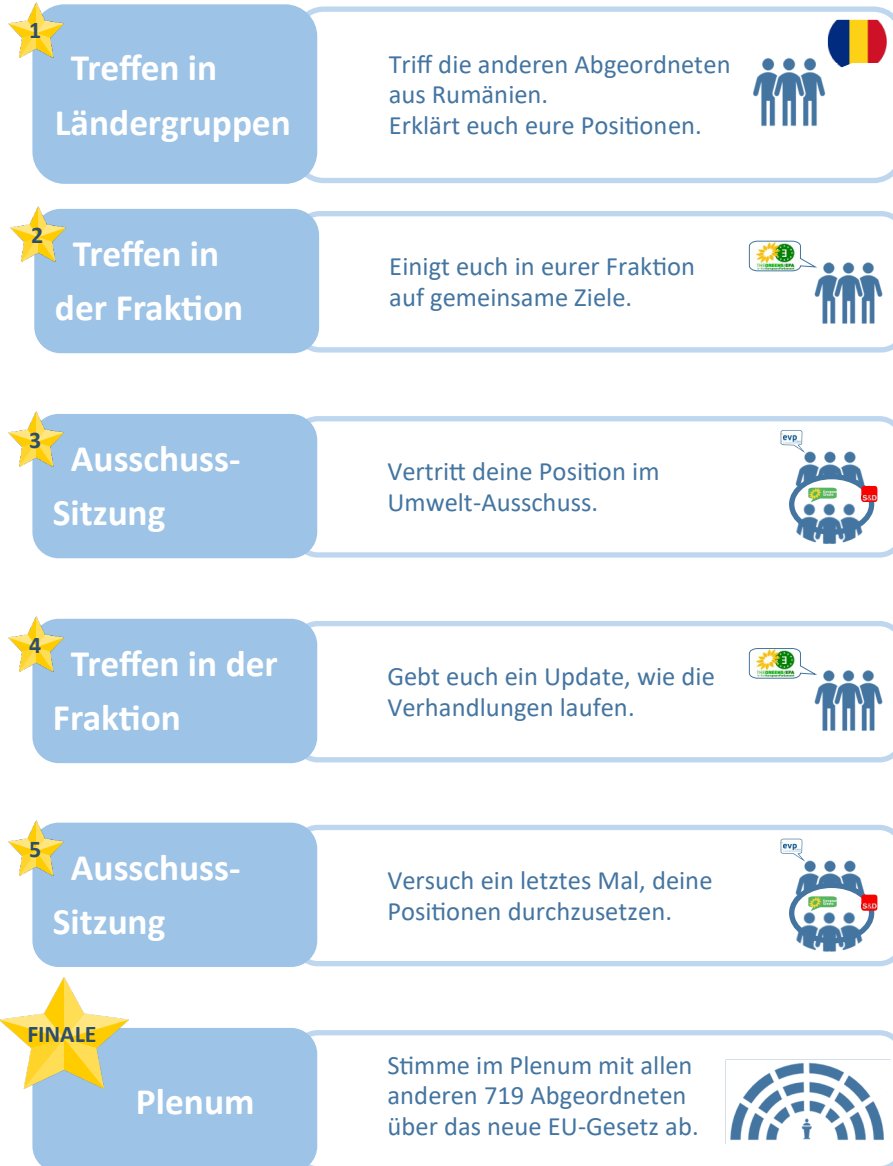 1
Treffen in
Ländergruppen
Triff die anderen Abgeordneten
aus Rumänien.
Erklärt euch eure Positionen.
2
Treffen in
der Fraktion
Einigt euch in eurer Fraktion
auf gemeinsame Ziele.
3
Ausschuss-
Sitzung
Vertritt deine Position im
Umwelt-Ausschuss.
evp
S&D
4
Treffen in der
Fraktion
Gebt euch ein Update, wie die
Verhandlungen laufen.
5
Ausschuss-
Sitzung
Versuch ein letztes Mal, deine
Positionen durchzusetzen.
evp
S&D
FINALE
Plenum
Stimme im Plenum mit allen
anderen 719 Abgeordneten
über das neue EU-Gesetz ab.